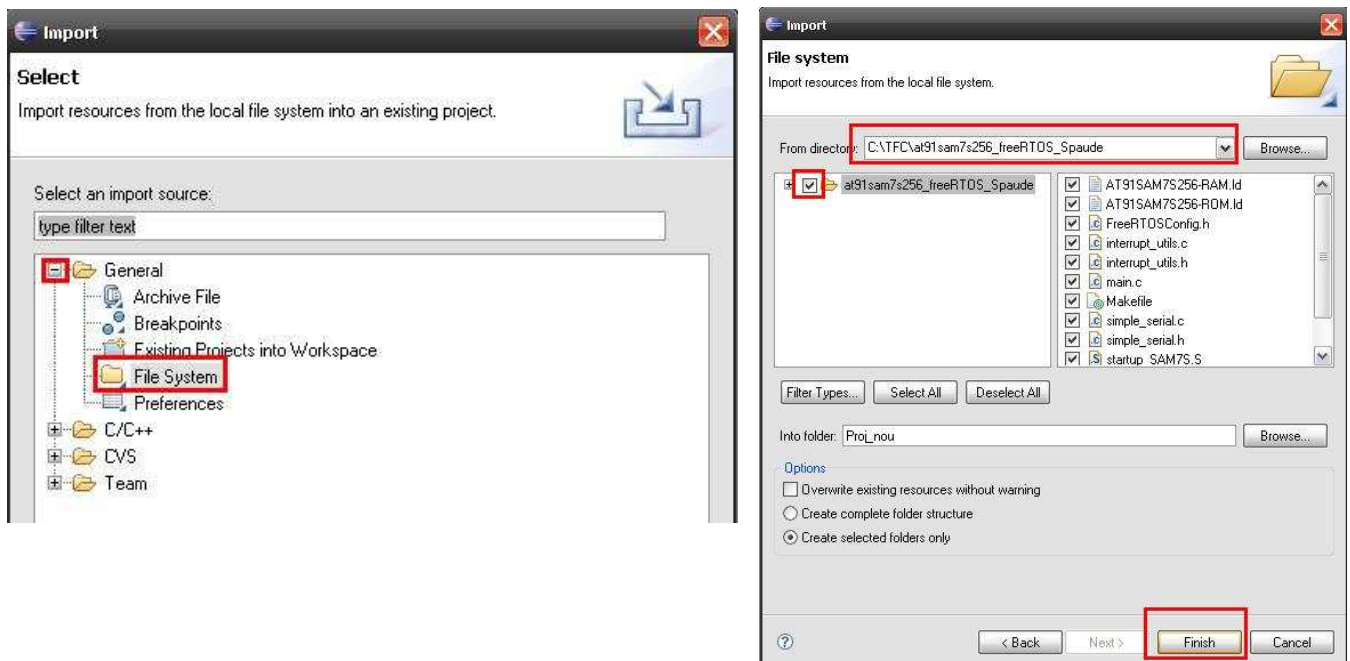 Import
Select
Import resources from the local file system into an existing project.
Select an import source:
type filter text
General
Archive File
Breakpoints
Existing Projects into Workspace
File System
Preferences
C/C++
CVS
Team
Import
File system
Import resources from the local file system.
From directory: C:\TFC\at91sam7s256_freeRTOS_Spaude Browse...
at91sam7s256_freeRTOS_Spaude
AT91SAM7S256-RAM.ld
AT91SAM7S256-ROM.ld
FreeRTOSConfig.h
interrupt_utils.c
interrupt_utils.h
main.c
Makefile
simple_serial.c
simple_serial.h
startup_SAM7S.S
Filter Types... Select All Deselect All
Into folder: Proj_nou Browse...
Options
Overwrite existing resources without warning
Create complete folder structure
Create selected folders only
? < Back Next > Finish Cancel